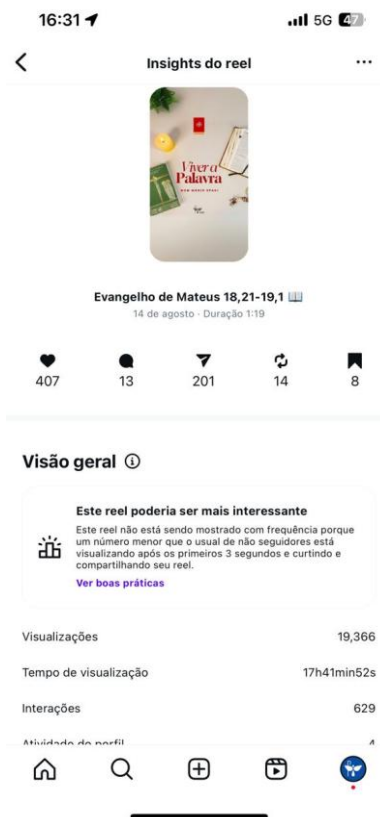 16:31
5G 47
Insights do reel
Viver a
Palavra
Evangelho de Mateus 18,21-19,1
14 de agosto · Duração 1:19
407 13 201 14 8
Visão geral
Este reel poderia ser mais interessante
Este reel não está sendo mostrado com frequência porque
um número menor que o usual de não seguidores está
visualizando após os primeiros 3 segundos e curtindo e
compartilhando seu reel.
Ver boas práticas
Visualizações 19,366
Tempo de visualização 17h41min52s
Interações 629
Atividade do perfil 4